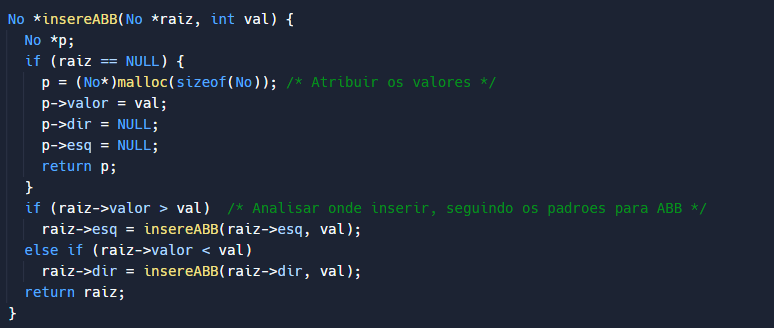 No *insereABB(No *raiz, int val) {
  No *p;
  if (raiz == NULL) {
    p = (No*)malloc(sizeof(No)); /* Atribuir os valores */
    p->valor = val;
    p->dir = NULL;
    p->esq = NULL;
    return p;
  }
  if (raiz->valor > val)  /* Analisar onde inserir, seguindo os padroes para ABB */
    raiz->esq = insereABB(raiz->esq, val);
  else if (raiz->valor < val)
    raiz->dir = insereABB(raiz->dir, val);
  return raiz;
}